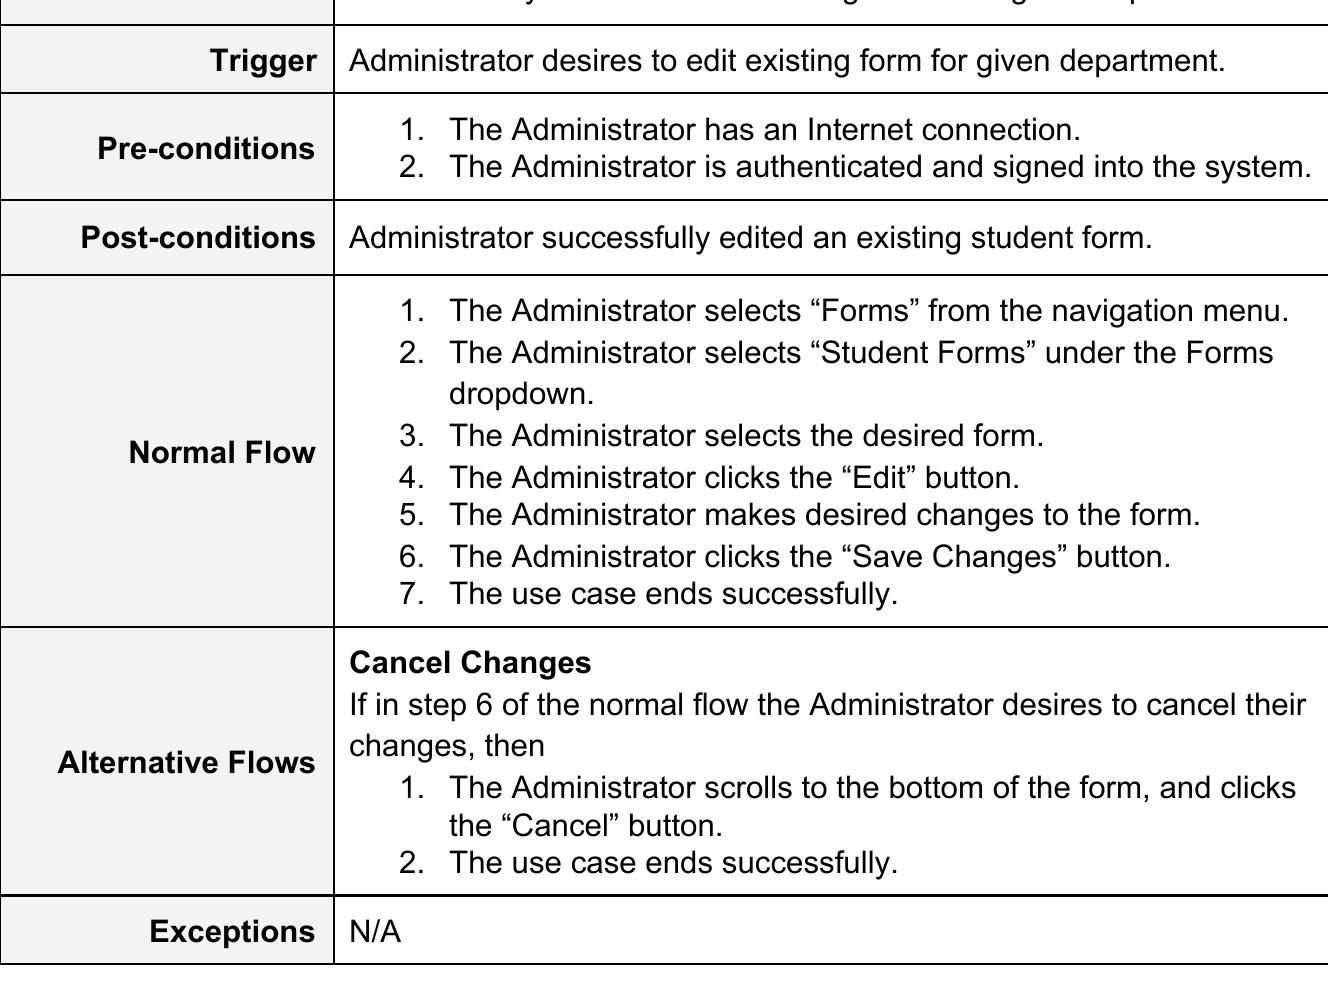 Trigger
Administrator desires to edit existing form for given department.
Pre-conditions
1. The Administrator has an Internet connection.
2. The Administrator is authenticated and signed into the system.
Post-conditions
Administrator successfully edited an existing student form.
Normal Flow
1. The Administrator selects “Forms” from the navigation menu.
2. The Administrator selects “Student Forms” under the Forms
dropdown.
3. The Administrator selects the desired form.
4. The Administrator clicks the “Edit” button.
5. The Administrator makes desired changes to the form.
6. The Administrator clicks the “Save Changes” button.
7. The use case ends successfully.
Alternative Flows
Cancel Changes
If in step 6 of the normal flow the Administrator desires to cancel their
changes, then
1. The Administrator scrolls to the bottom of the form, and clicks
the “Cancel” button.
2. The use case ends successfully.
Exceptions
N/A